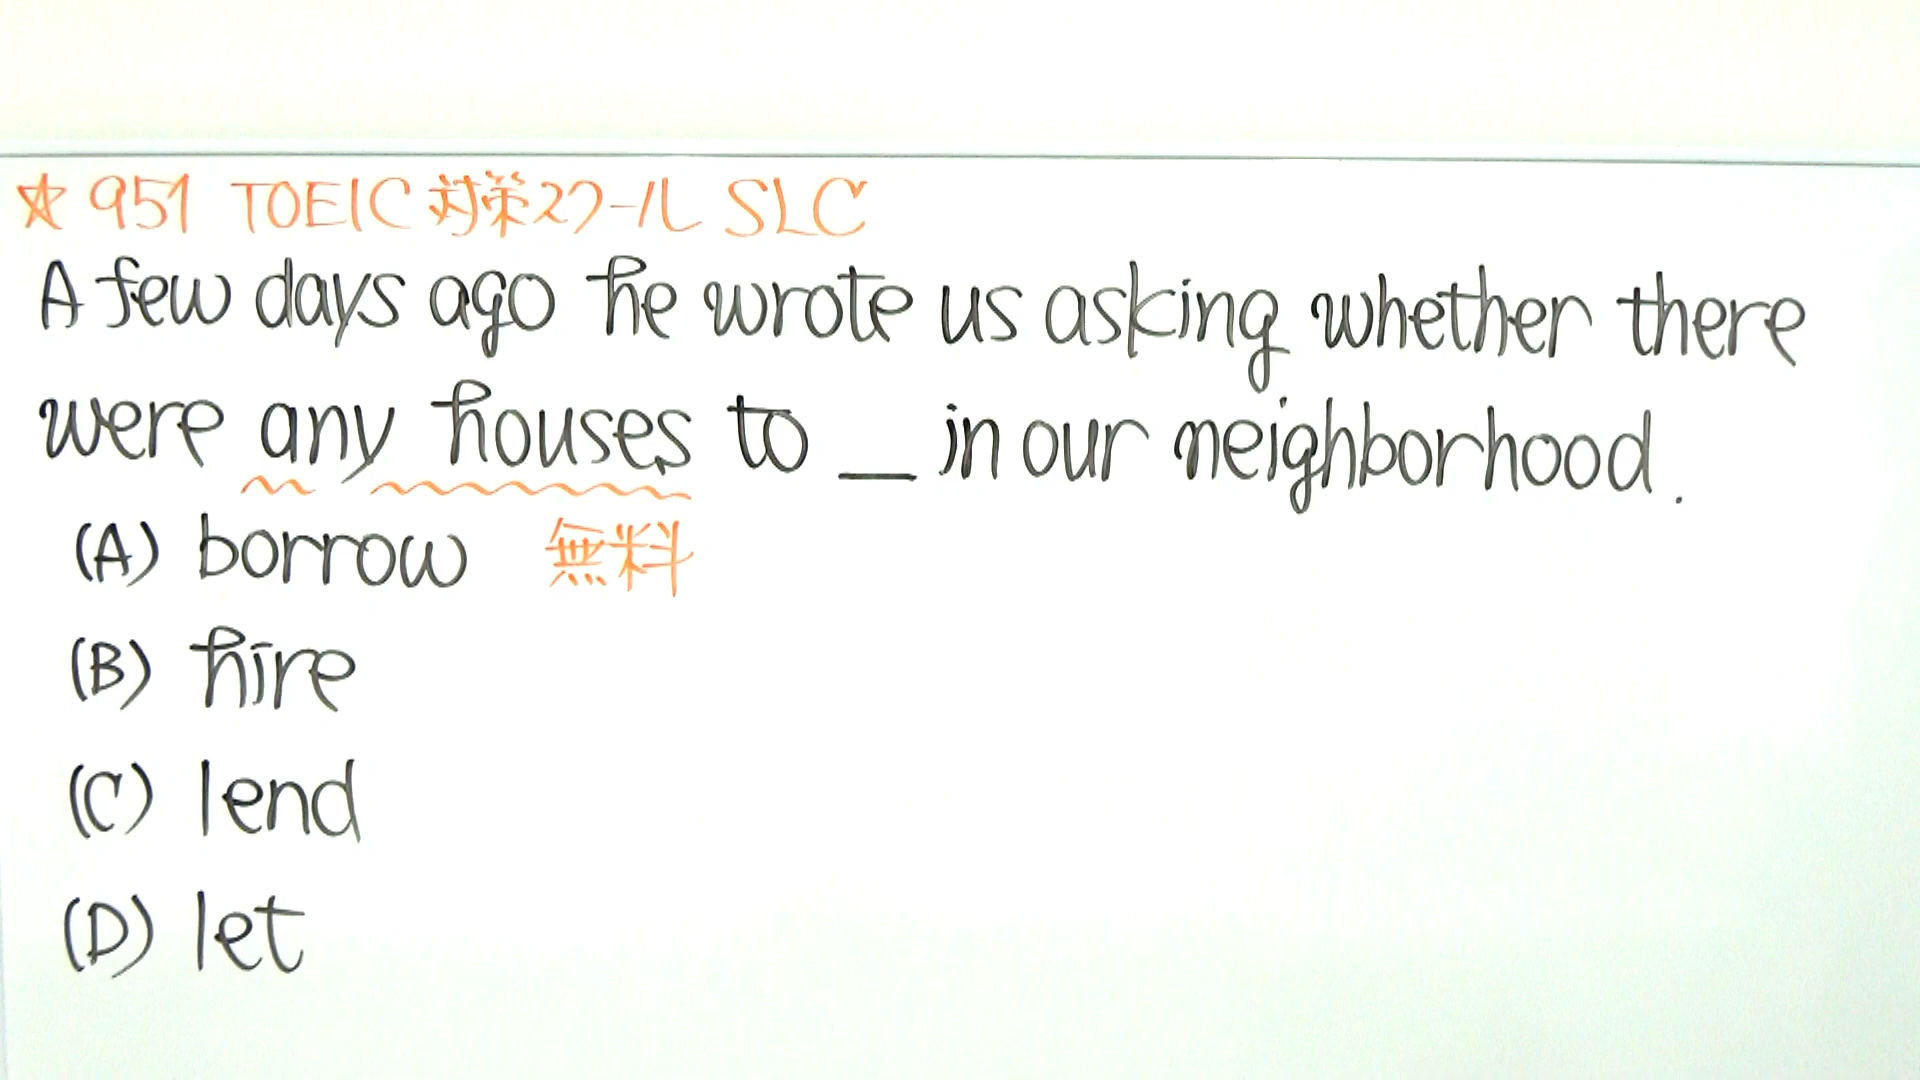 ☆951 TOEIC対策スクール SLC
A few days ago he wrote us asking whether there
were any houses to _ in our neighborhood.
(A) borrow 無料
(B) hire
(C) lend
(D) let